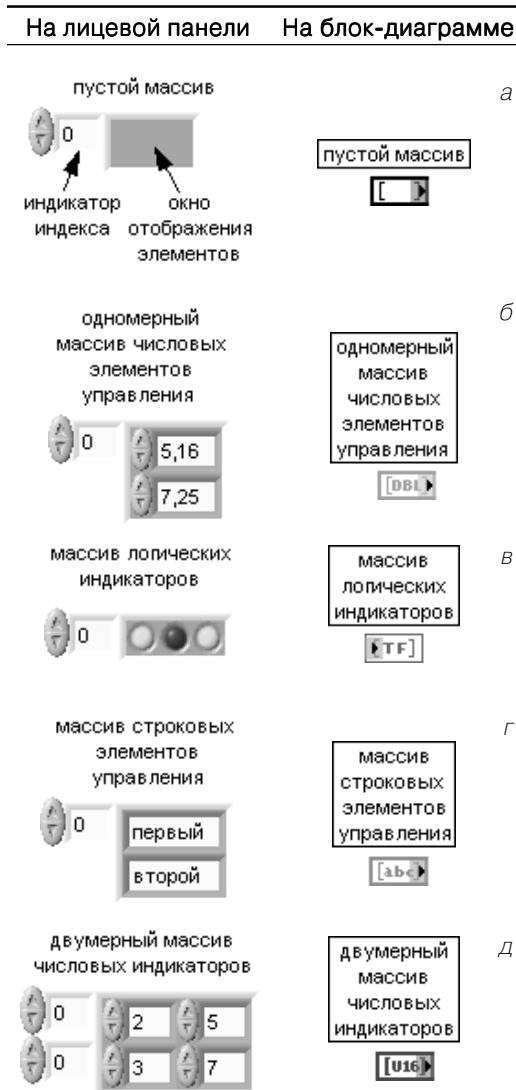 На лицевой панели На блок-диаграмме
пустой массив
а
0
пустой массив
[ ]
индикатор
индекса
окно
отображения
элементов
б
одномерный
массив числовых
элементов
управления
0
5,16
7,25
одномерный
массив
числовых
элементов
управления
[DBL]
в
массив логических
индикаторов
0
массив
логических
индикаторов
[TF]
г
массив строковых
элементов
управления
0
первый
второй
массив
строковых
элементов
управления
[abc]
д
двумерный массив
числовых индикаторов
0
0
2 5
3 7
двумерный
массив
числовых
индикаторов
[U16]